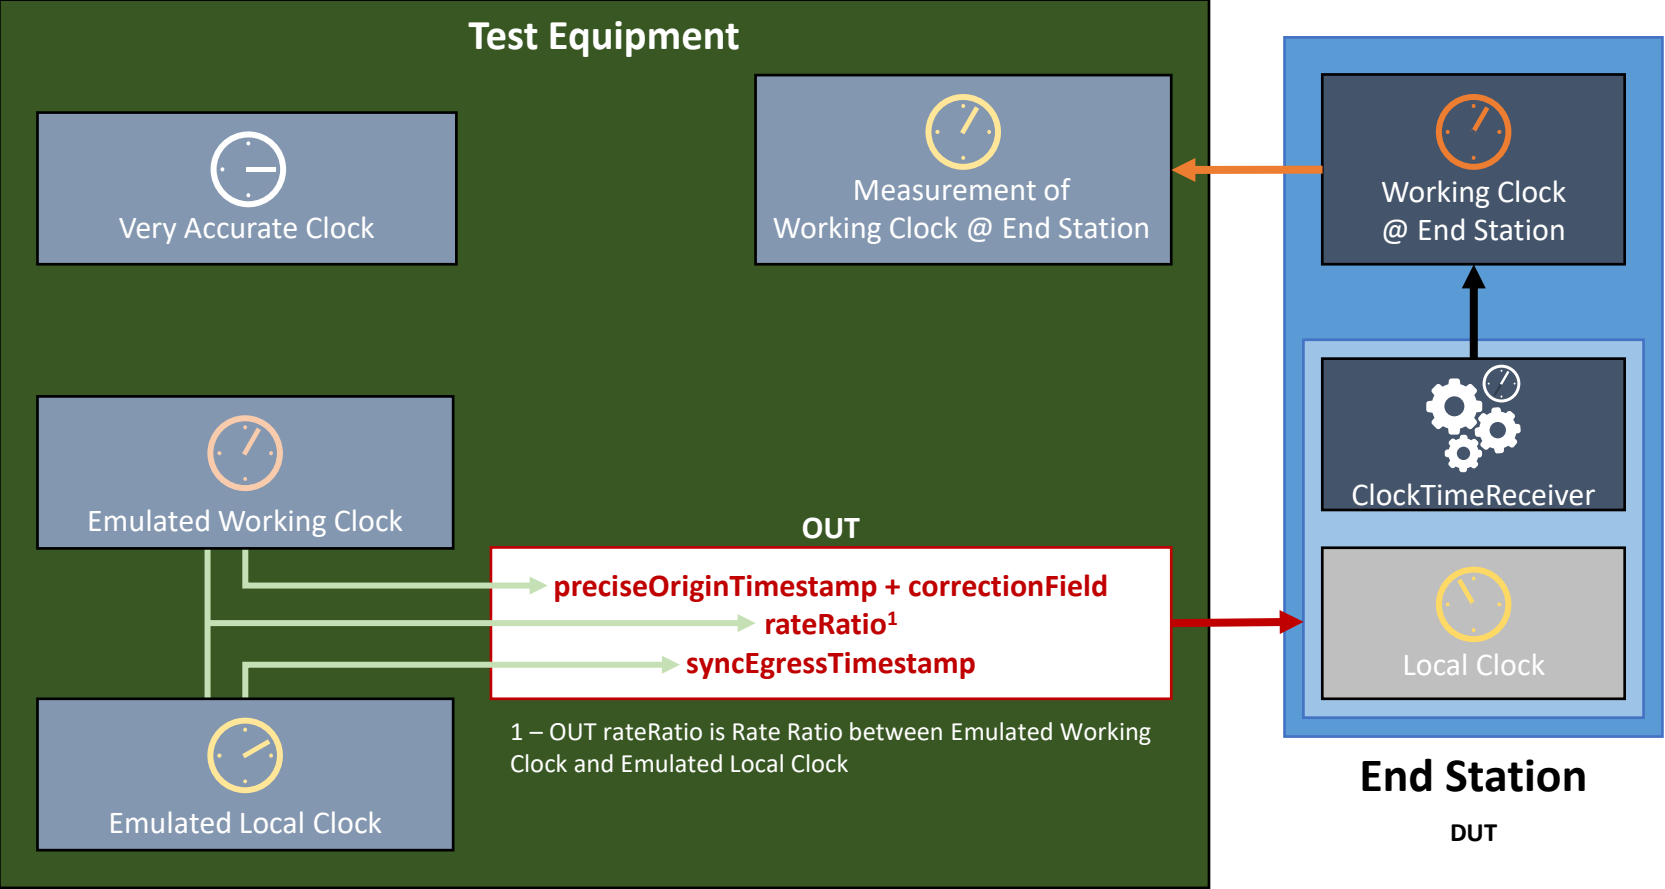 Test Equipment
Very Accurate Clock
Measurement of
Working Clock @ End Station
Working Clock
@ End Station
Emulated Working Clock
ClockTimeReceiver
OUT
preciseOriginTimestamp + correctionField
rateRatio¹
syncEgressTimestamp
Local Clock
1 – OUT rateRatio is Rate Ratio between Emulated Working
Clock and Emulated Local Clock
Emulated Local Clock
End Station
DUT